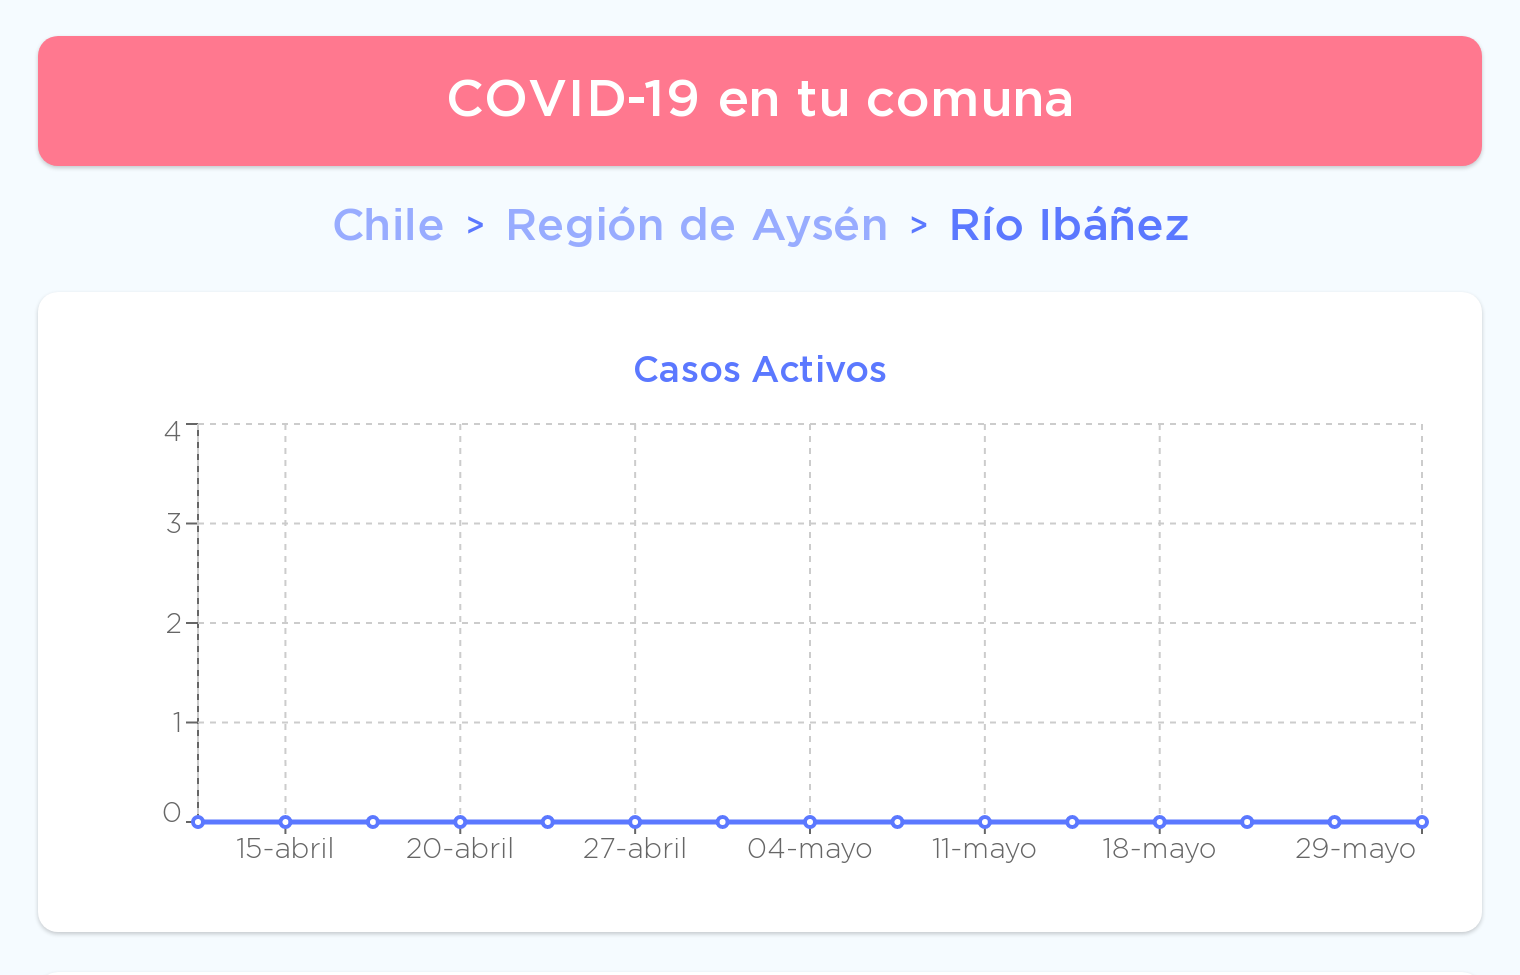 COVID-19 en tu comuna
Chile > Región de Aysén > Río Ibáñez
Casos Activos
4
3
2
1
0
15-abril 20-abril 27-abril 04-mayo 11-mayo 18-mayo 29-mayo